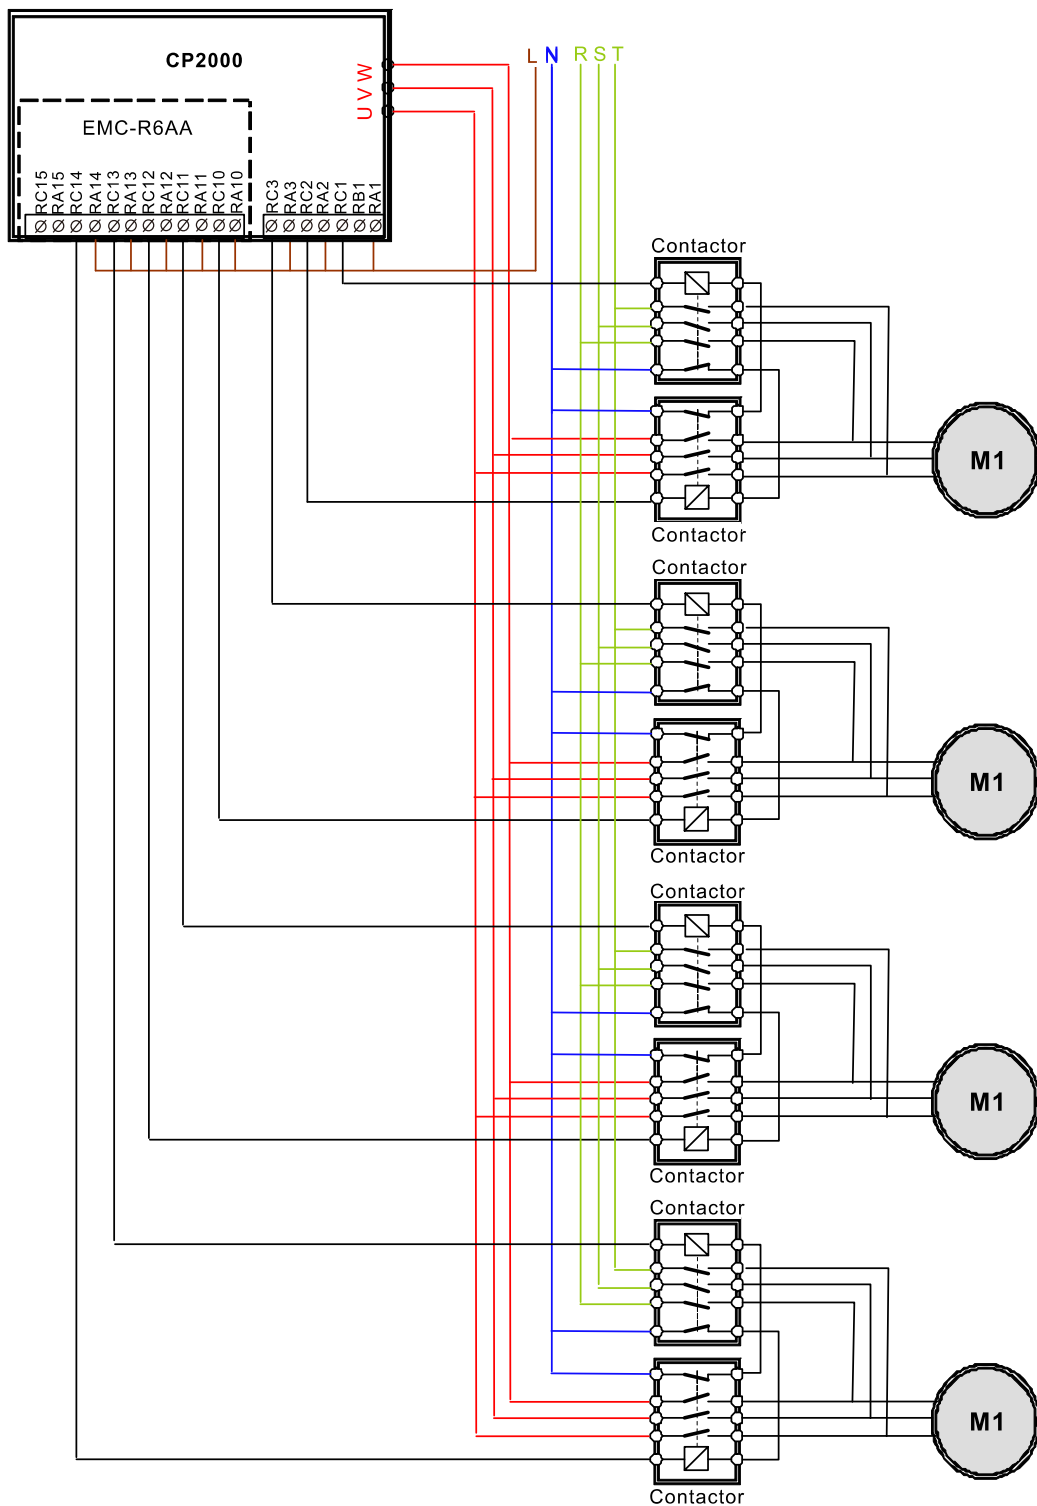 CP2000
U V W
L N R S T
EMC-R6AA
RC15
RA15
RC14
RA14
RC13
RA13
RC12
RA12
RC11
RA11
RC10
RA10
RC3
RA3
RC2
RA2
RC1
RB1
RA1
Contactor
M1
Contactor
Contactor
M1
Contactor
Contactor
M1
Contactor
Contactor
M1
Contactor